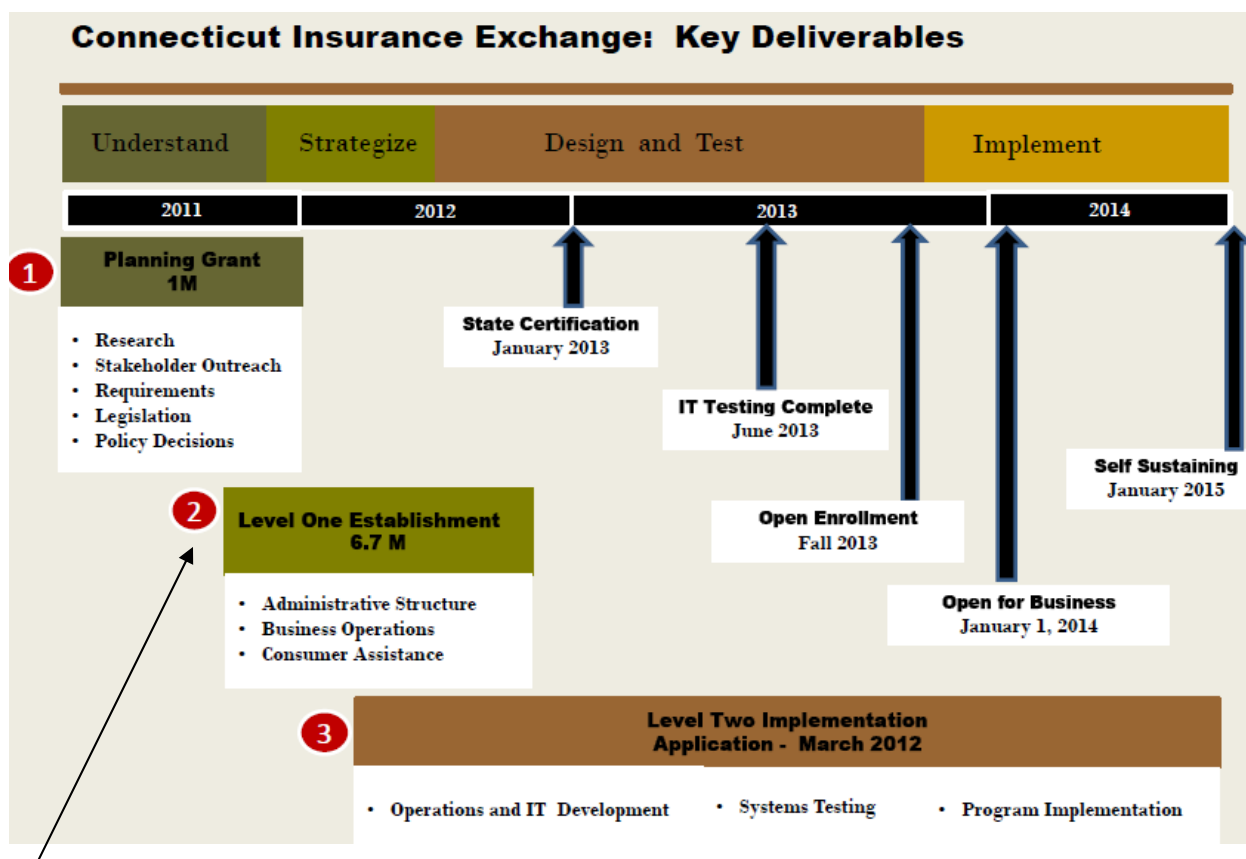 Connecticut Insurance Exchange: Key Deliverables
Understand
Strategize
Design and Test
Implement
2011
2012
2013
2014
1
Planning Grant
1M
• Research
• Stakeholder Outreach
• Requirements
• Legislation
• Policy Decisions
State Certification
January 2013
IT Testing Complete
June 2013
Open Enrollment
Fall 2013
Open for Business
January 1, 2014
Self Sustaining
January 2015
2
Level One Establishment
6.7 M
• Administrative Structure
• Business Operations
• Consumer Assistance
3
Level Two Implementation
Application - March 2012
• Operations and IT Development
• Systems Testing
• Program Implementation